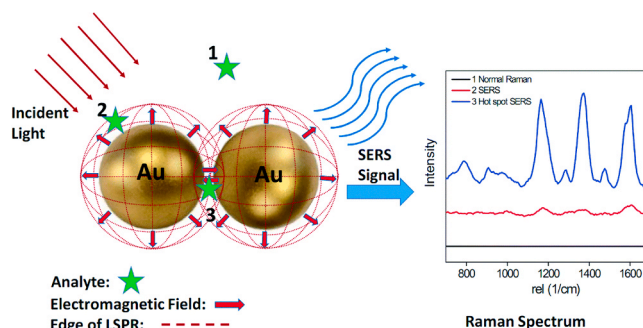 1
Incident
Light
2
Au
Au
3
SERS
Signal
Analyte:
Electromagnetic Field:
Edge of LSPR:
1 Normal Raman
2 SERS
3 Hot spot SERS
Intensity
800
1000
1200
1400
1600
rel (1/cm)
Raman Spectrum